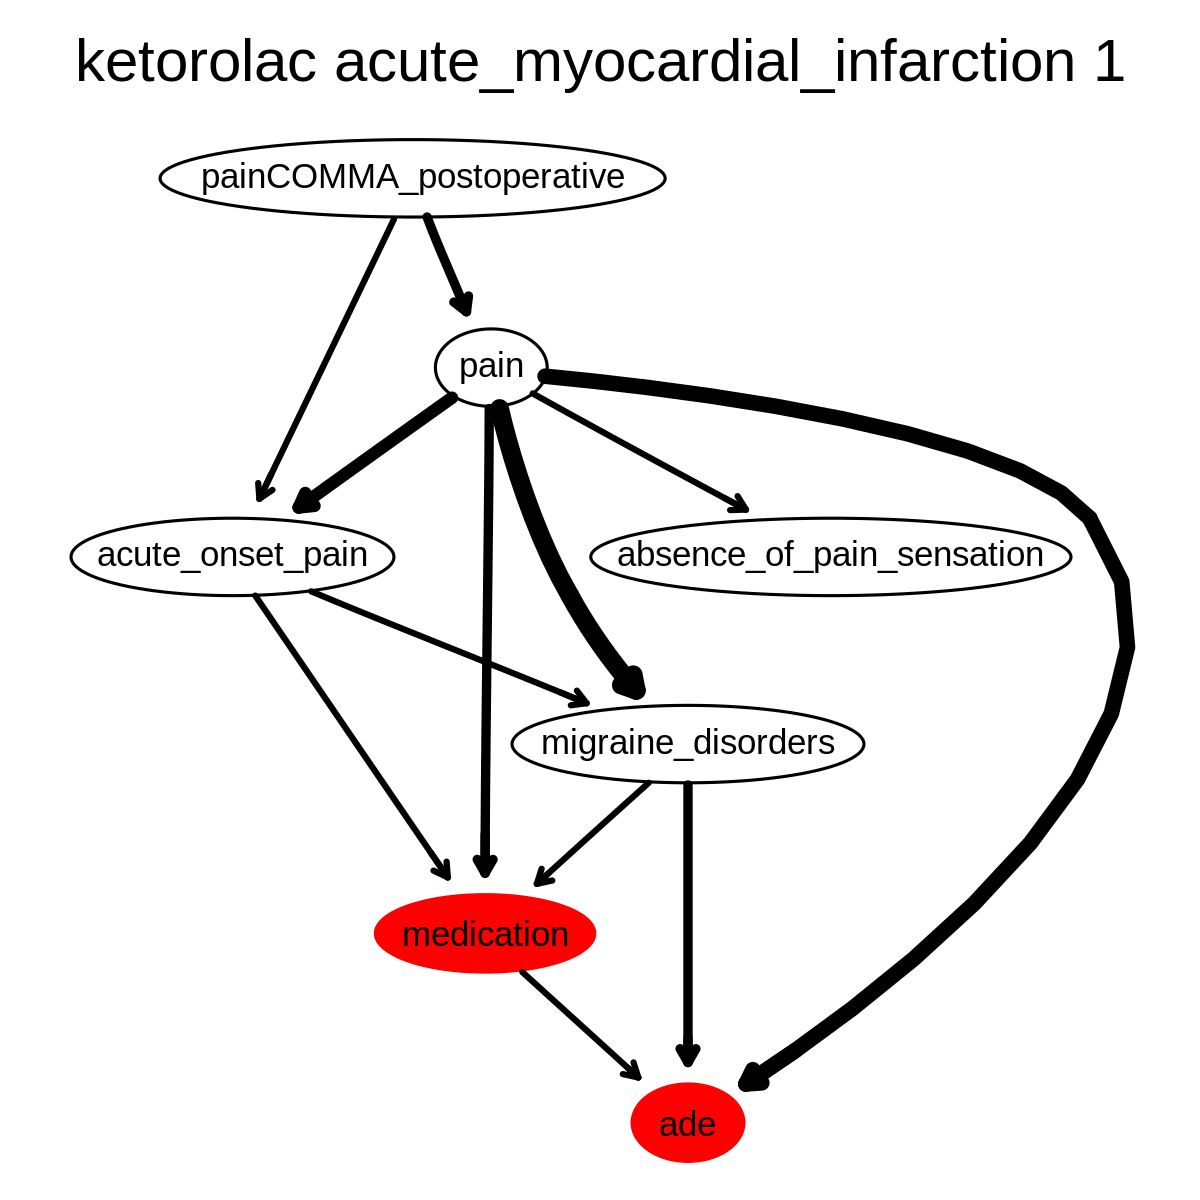 ketorolac acute_myocardial_infarction 1
painCOMMA_postoperative
pain
acute_onset_pain
absence_of_pain_sensation
migraine_disorders
medication
ade